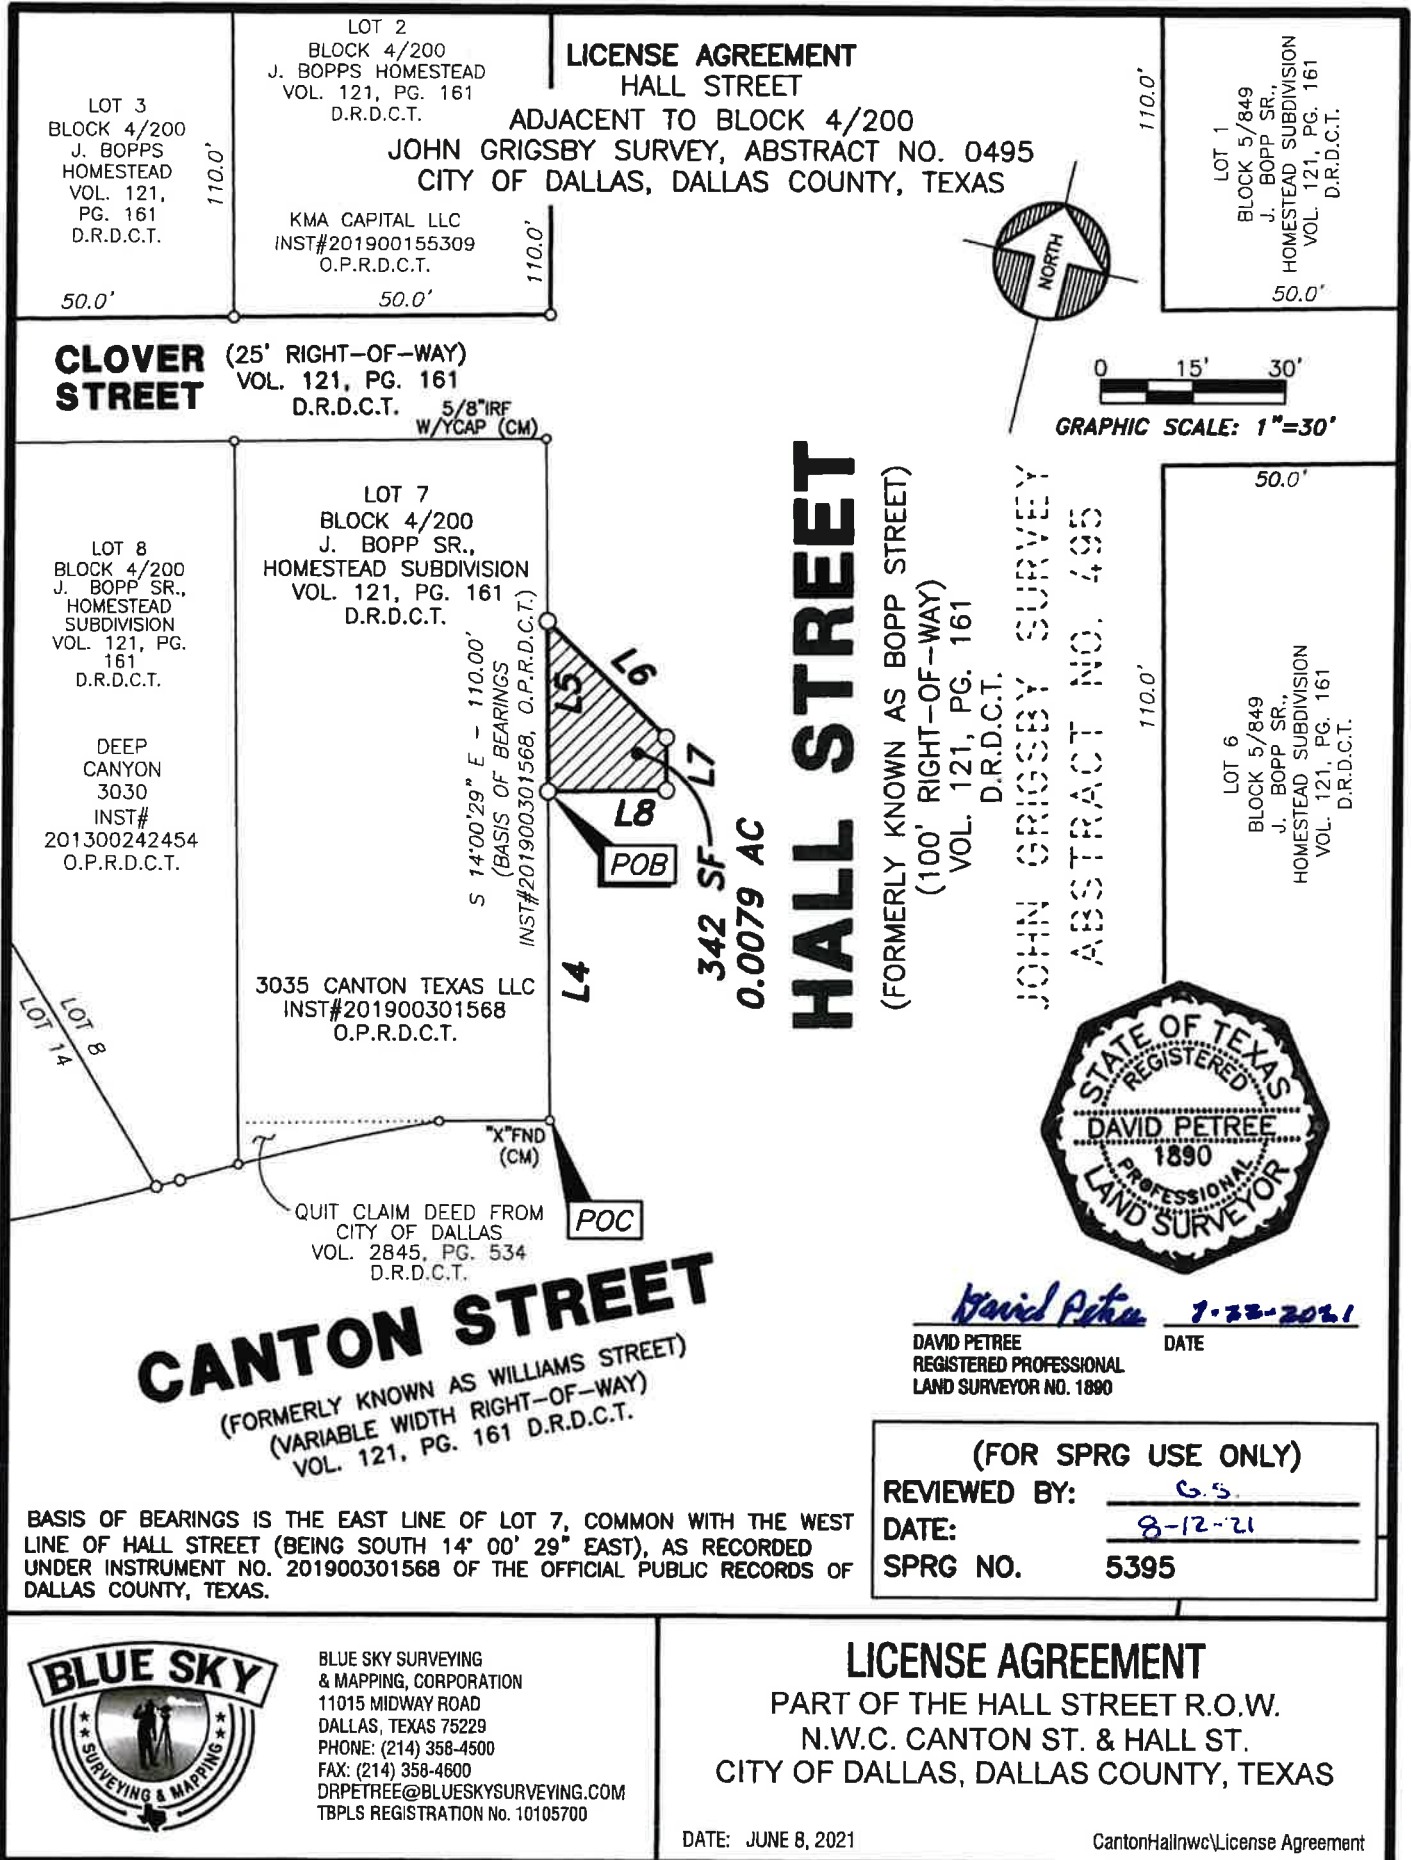 LICENSE AGREEMENT
HALL STREET
ADJACENT TO BLOCK 4/200
JOHN GRIGSBY SURVEY, ABSTRACT NO. 0495
CITY OF DALLAS, DALLAS COUNTY, TEXAS
LOT 3
BLOCK 4/200
J. BOPPS
HOMESTEAD
VOL. 121,
PG. 161
D.R.D.C.T.
110.0'
50.0'
LOT 2
BLOCK 4/200
J. BOPPS HOMESTEAD
VOL. 121, PG. 161
D.R.D.C.T.
KMA CAPITAL LLC
INST#201900155309
O.P.R.D.C.T.
110.0'
50.0'
110.0'
LOT 1
BLOCK 5/849
J. BOPP SR.,
HOMESTEAD SUBDIVISION
VOL. 121, PG. 161
D.R.D.C.T.
50.0'
NORTH
0 15' 30'
GRAPHIC SCALE: 1"=30'
CLOVER
STREET
(25' RIGHT-OF-WAY)
VOL. 121, PG. 161
D.R.D.C.T.
5/8"IRF
W/YCAP (CM)
LOT 8
BLOCK 4/200
J. BOPP SR.,
HOMESTEAD
SUBDIVISION
VOL. 121, PG.
161
D.R.D.C.T.
DEEP
CANYON
3030
INST#
201300242454
O.P.R.D.C.T.
LOT 7
BLOCK 4/200
J. BOPP SR.,
HOMESTEAD SUBDIVISION
VOL. 121, PG. 161
D.R.D.C.T.
S 14°00'29" E - 110.00'
(BASIS OF BEARINGS
INST#201900301568, O.P.R.D.C.T.)
L5
L6
L7
L8
POB
L4
342 SF
0.0079 AC
HALL STREET
(FORMERLY KNOWN AS BOPP STREET)
(100' RIGHT-OF-WAY)
VOL. 121, PG. 161
D.R.D.C.T.
JOHN GRIGSBY SURVEY
ABSTRACT NO. 495
50.0'
110.0'
LOT 6
BLOCK 5/849
J. BOPP SR.,
HOMESTEAD SUBDIVISION
VOL. 121, PG. 161
D.R.D.C.T.
3035 CANTON TEXAS LLC
INST#201900301568
O.P.R.D.C.T.
LOT 8
LOT 14
"X"FND
(CM)
POC
QUIT CLAIM DEED FROM
CITY OF DALLAS
VOL. 2845, PG. 534
D.R.D.C.T.
CANTON STREET
(FORMERLY KNOWN AS WILLIAMS STREET)
(VARIABLE WIDTH RIGHT-OF-WAY)
VOL. 121, PG. 161 D.R.D.C.T.
STATE OF TEXAS
REGISTERED
DAVID PETREE
1890
PROFESSIONAL
LAND SURVEYOR
David Petree
DAVID PETREE
REGISTERED PROFESSIONAL
LAND SURVEYOR NO. 1890
DATE
(FOR SPRG USE ONLY)
REVIEWED BY: G.S.
DATE: 8-12-21
SPRG NO. 5395
BASIS OF BEARINGS IS THE EAST LINE OF LOT 7, COMMON WITH THE WEST
LINE OF HALL STREET (BEING SOUTH 14° 00' 29" EAST), AS RECORDED
UNDER INSTRUMENT NO. 201900301568 OF THE OFFICIAL PUBLIC RECORDS OF
DALLAS COUNTY, TEXAS.
BLUE SKY
SURVEYING & MAPPING
BLUE SKY SURVEYING
& MAPPING, CORPORATION
11015 MIDWAY ROAD
DALLAS, TEXAS 75229
PHONE: (214) 358-4500
FAX: (214) 358-4600
DRPETREE@BLUESKYSURVEYING.COM
TBPLS REGISTRATION No. 10105700
LICENSE AGREEMENT
PART OF THE HALL STREET R.O.W.
N.W.C. CANTON ST. & HALL ST.
CITY OF DALLAS, DALLAS COUNTY, TEXAS
DATE: JUNE 8, 2021
CantonHallnwc\License Agreement